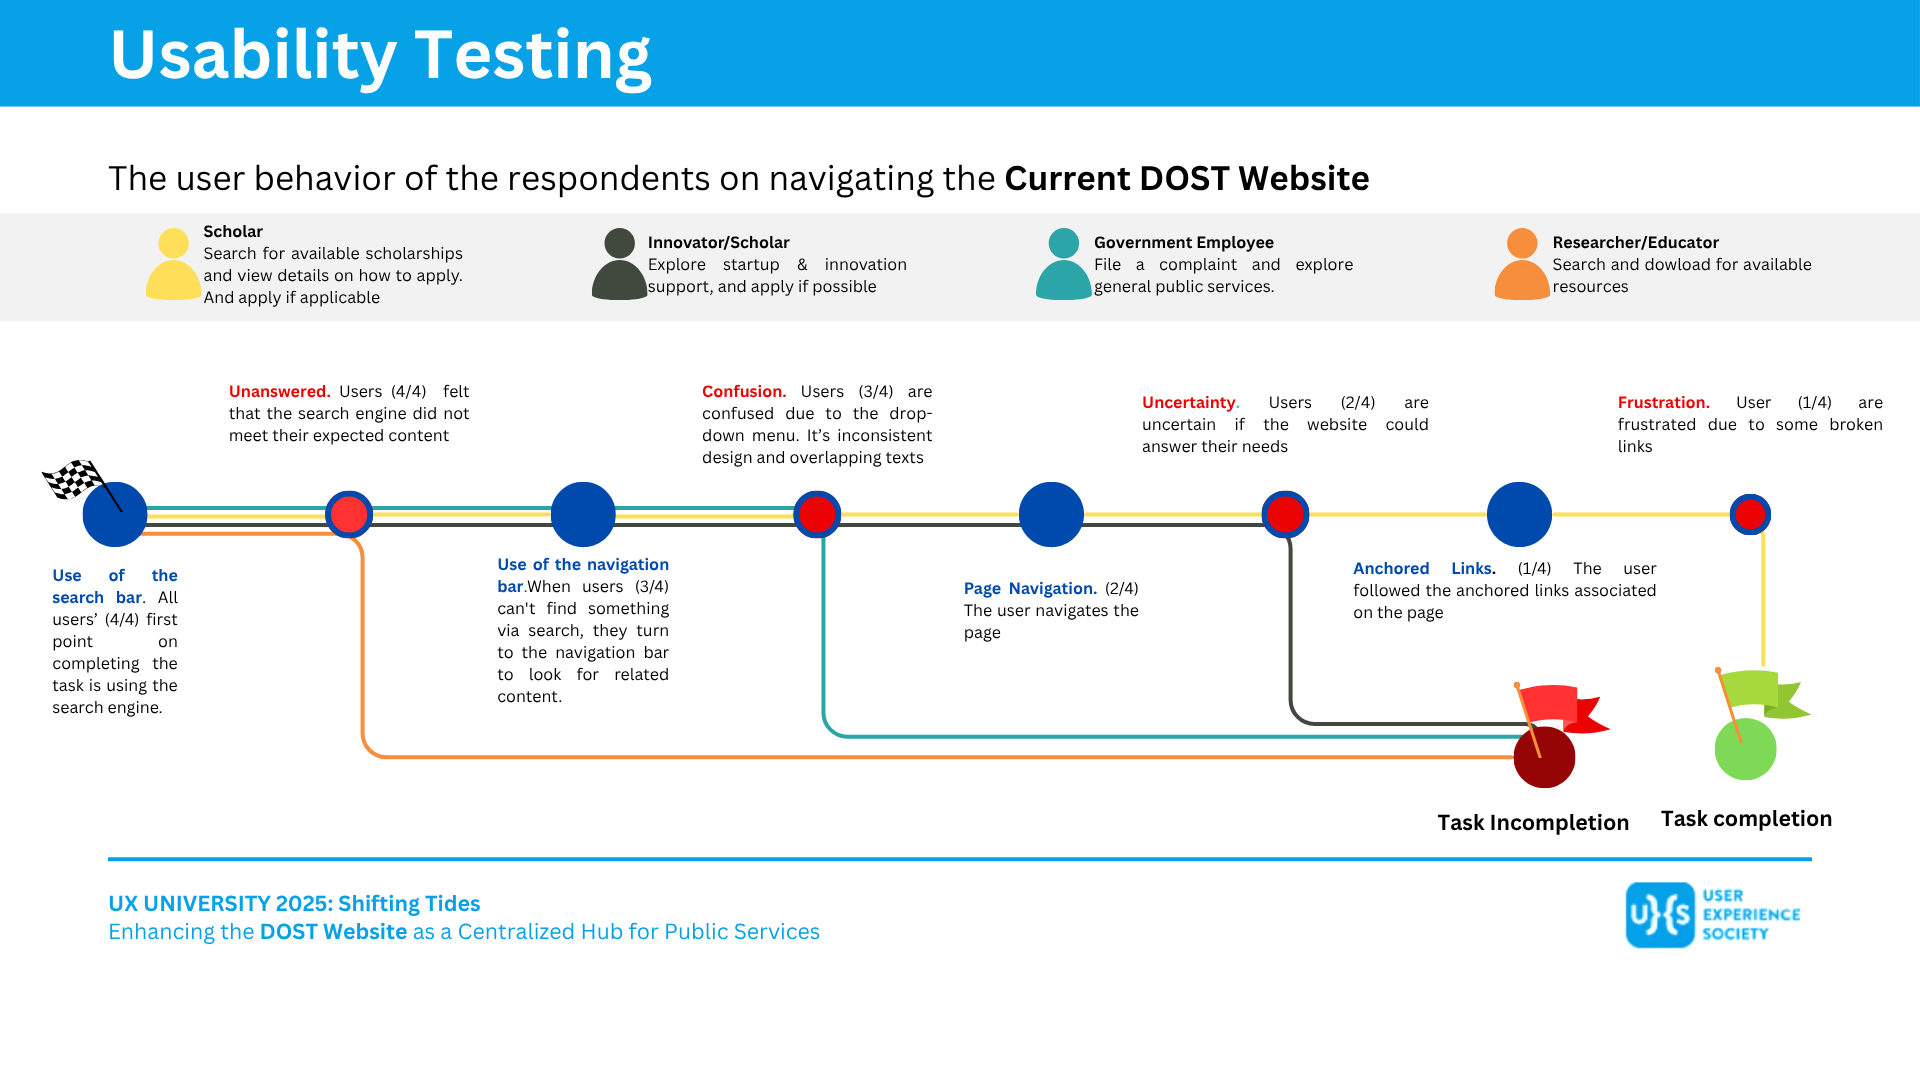 Usability Testing
The user behavior of the respondents on navigating the Current DOST Website
Scholar
Search for available scholarships
and view details on how to apply.
And apply if applicable
Innovator/Scholar
Explore startup & innovation
support, and apply if possible
Government Employee
File a complaint and explore
general public services.
Researcher/Educator
Search and dowload for available
resources
Unanswered. Users (4/4) felt
that the search engine did not
meet their expected content
Confusion. Users (3/4) are
confused due to the drop-
down menu. It’s inconsistent
design and overlapping texts
Uncertainty. Users (2/4) are
uncertain if the website could
answer their needs
Frustration. User (1/4) are
frustrated due to some broken
links
Use of the
search bar. All
users’ (4/4) first
point on
completing the
task is using the
search engine.
Use of the navigation
bar.When users (3/4)
can't find something
via search, they turn
to the navigation bar
to look for related
content.
Page Navigation. (2/4)
The user navigates the
page
Anchored Links. (1/4) The user
followed the anchored links associated
on the page
Task Incompletion
Task completion
UX UNIVERSITY 2025: Shifting Tides
Enhancing the DOST Website as a Centralized Hub for Public Services
uxs
USER
EXPERIENCE
SOCIETY